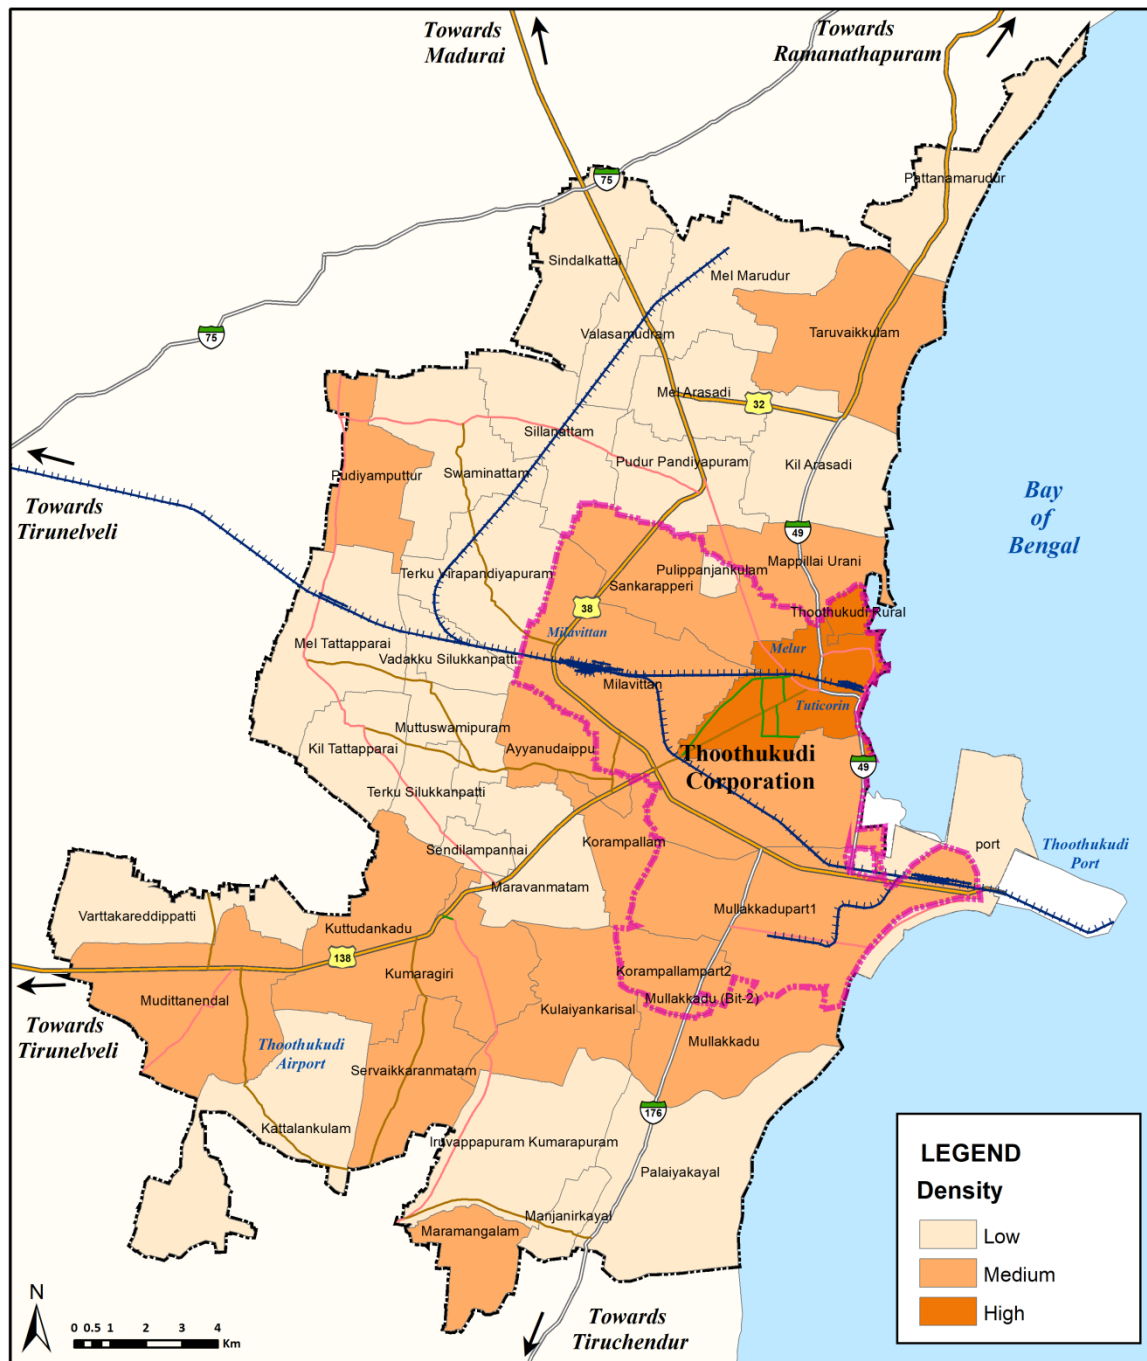 Towards
Madurai
Towards
Ramanathapuram
75
Pattanamarudur
Sindalkattai
Mel Marudur
75
Valasamudram
Taruvaikkulam
Mel Arasadi
32
Sillanattam
Pudur Pandiyapuram
Kil Arasadi
Swaminattam
Pudiyamputtur
Towards
Tirunelveli
Bay
of
Bengal
49
Mappillai Urani
Pulippanjankulam
Terku Virapandiyapuram
Sankarapperi
38
Thoothukudi Rural
Milavittan
Mel Tattapparai
Melur
Vadakku Silukkanpatti
Milavittan
Tuticorin
Muttuswamipuram
Kil Tattapparai
Ayyanudaippu
Thoothukudi
Corporation
49
Terku Silukkanpatti
Sendilampannai
Korampallam
port
Thoothukudi
Port
Maravanmatam
Varttakareddippatti
Mullakkadupart1
Kuttudankadu
138
Kumaragiri
Korampallampart2
Mudittanendal
Mullakkadu (Bit-2)
Kulaiyankarisal
Towards
Tirunelveli
Thoothukudi
Airport
Mullakkadu
Servaikkaranmatam
176
Kattalankulam
Iruvappapuram Kumarapuram
Palaiyakayal
Manjanirkayal
Maramangalam
LEGEND
Density
Low
Medium
High
N
0 0.5 1 2 3 4
Km
Towards
Tiruchendur